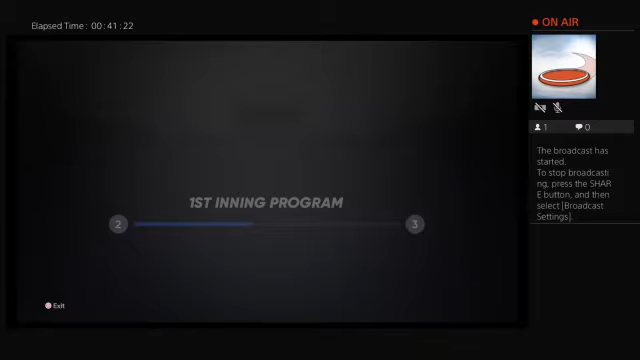 Elapsed Time : 00:41:22
ON AIR
1
0
The broadcast has
started.
To stop broadcasti
ng, press the SHAR
E button, and then
select [Broadcast
Settings].
1ST INNING PROGRAM
2
3
Exit